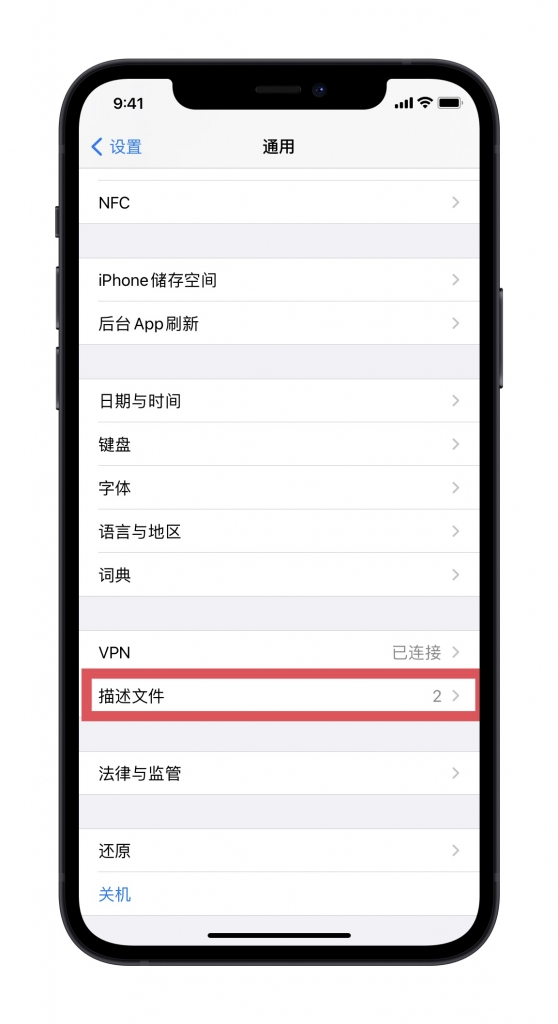 9:41
设置 通用
NFC
iPhone储存空间
后台App刷新
日期与时间
键盘
字体
语言与地区
词典
VPN 已连接
描述文件 2
法律与监管
还原
关机